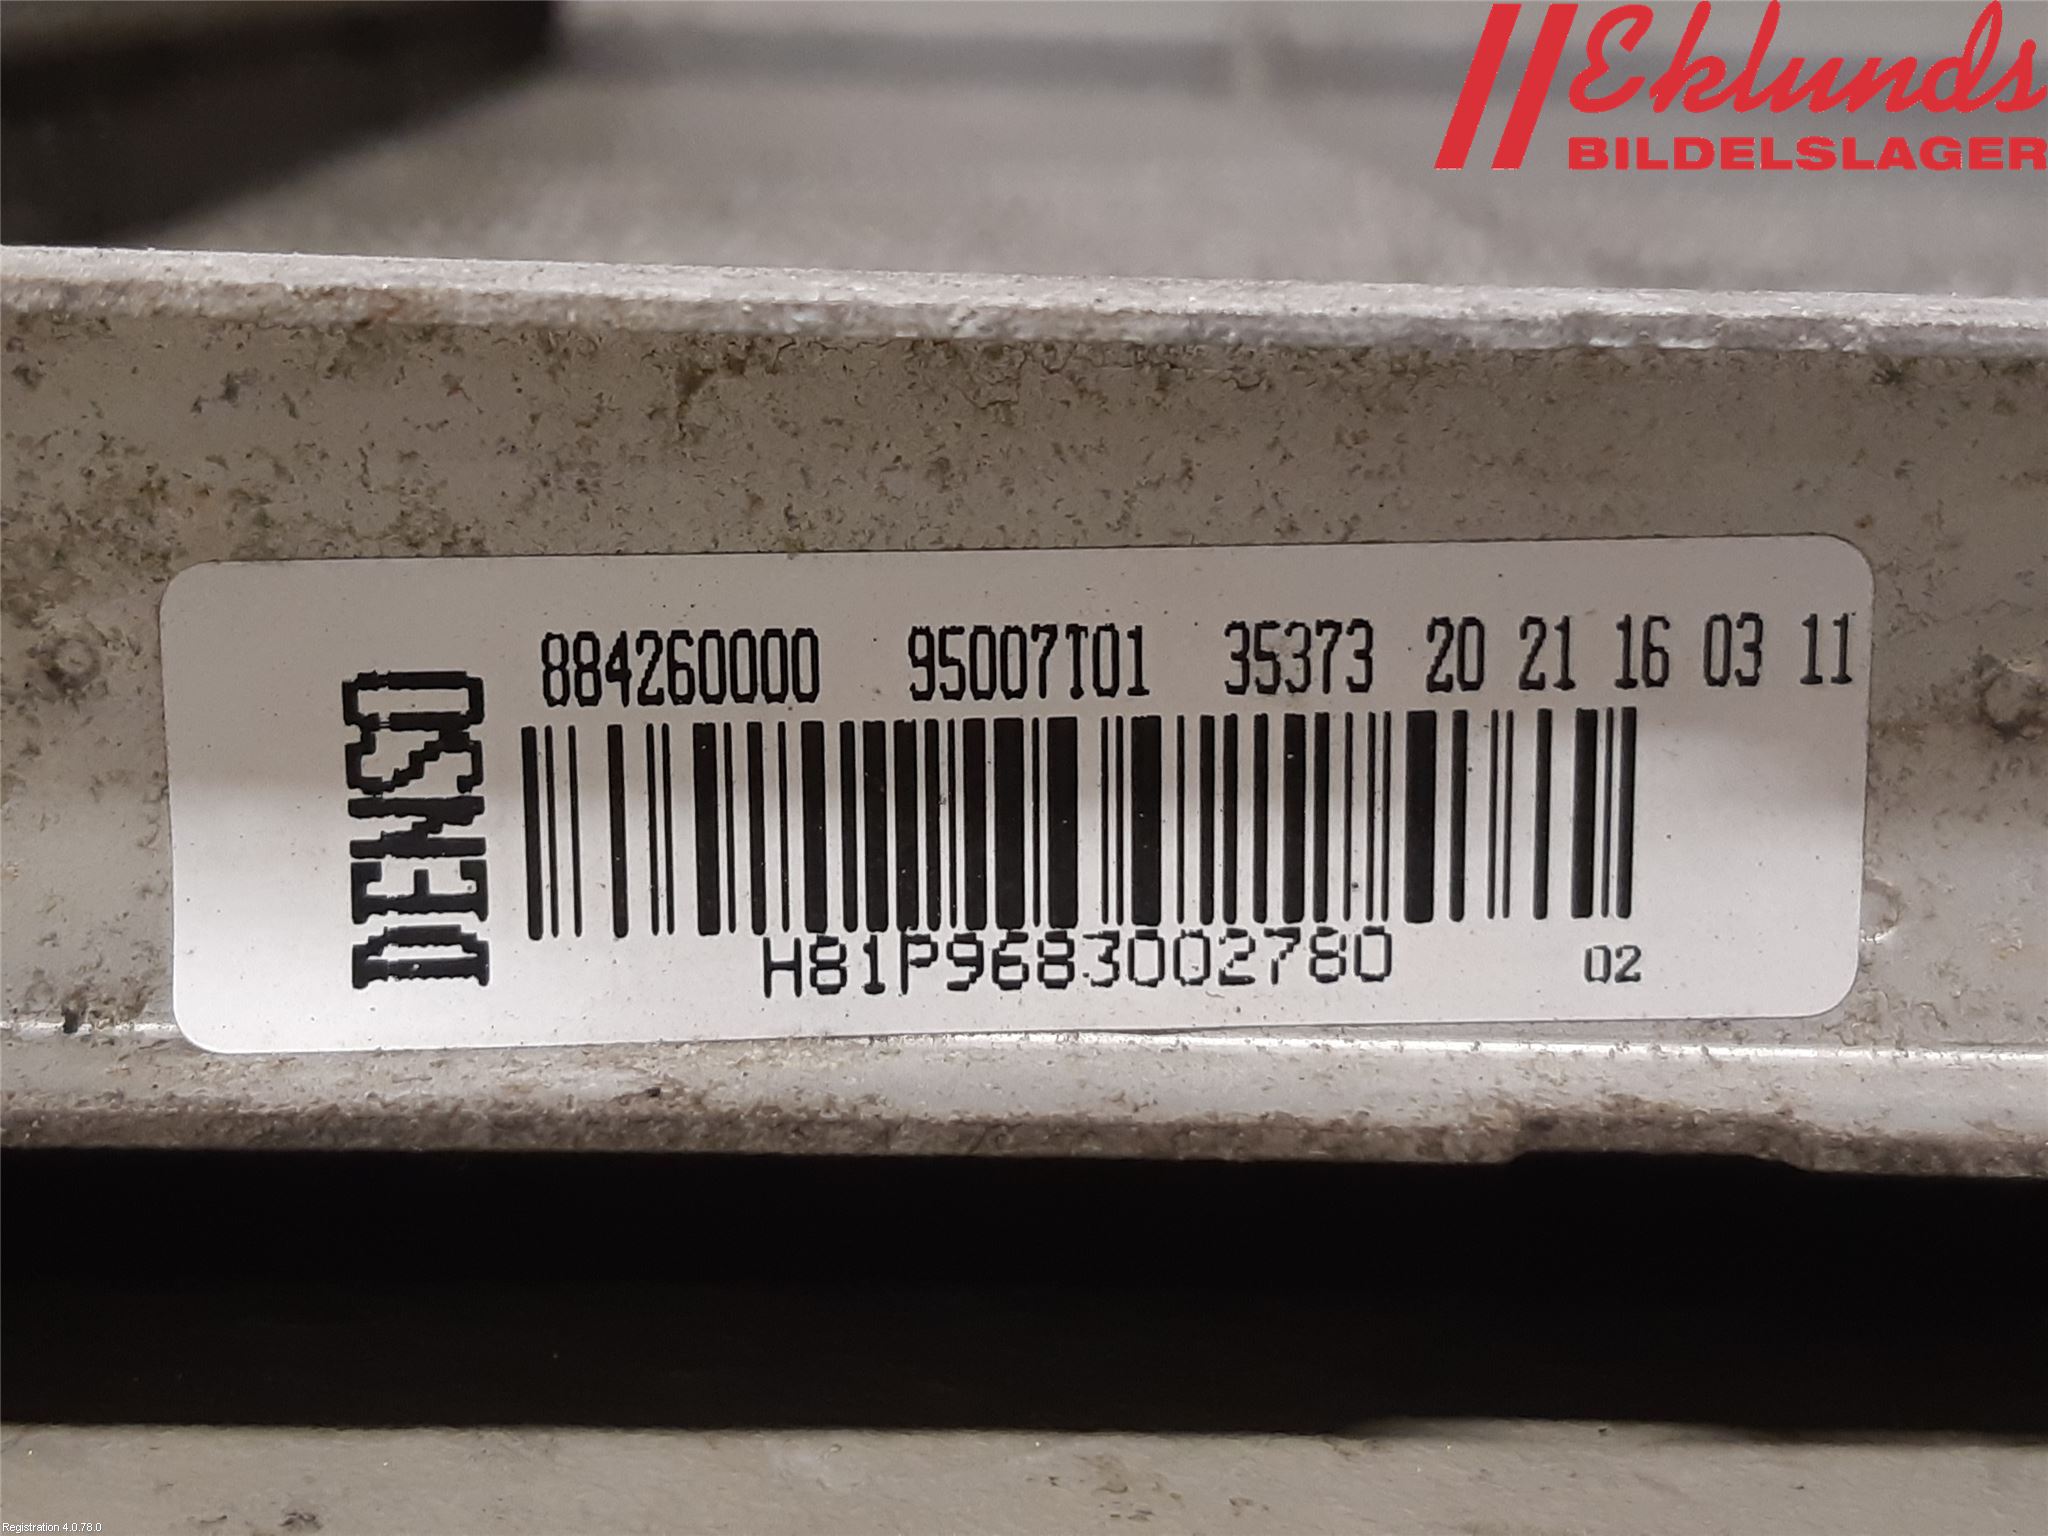 Eklunds
BILDELSLAGER
884260000 95007T01 35373 20 21 16 03 11
DENSO
H81P9683002780 02
Registration 4.0.78.0